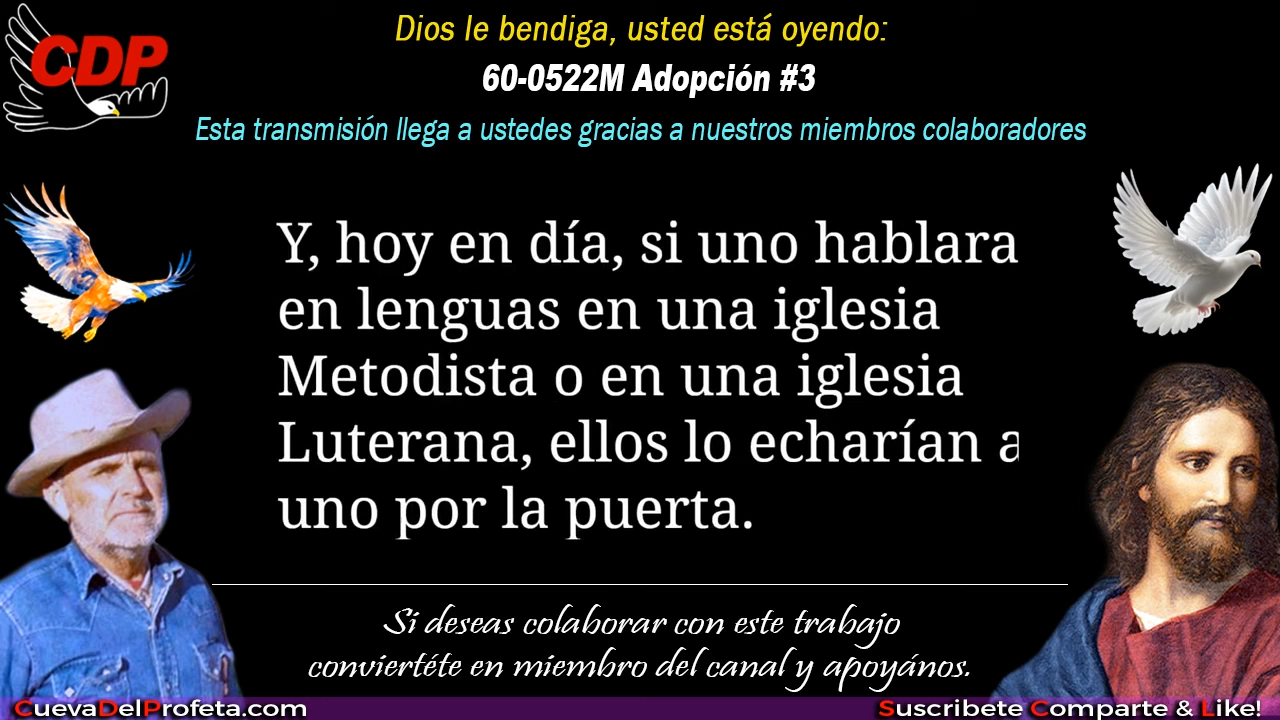 CDP
Dios le bendiga, usted está oyendo:
60-0522M Adopción #3
Esta transmisión llega a ustedes gracias a nuestros miembros colaboradores
Y, hoy en día, si uno hablara
en lenguas en una iglesia
Metodista o en una iglesia
Luterana, ellos lo echarían a
uno por la puerta.
Si deseas colaborar con este trabajo
conviertéte en miembro del canal y apoyános.
CuevaDelProfeta.com
Suscribete Comparte & Like!